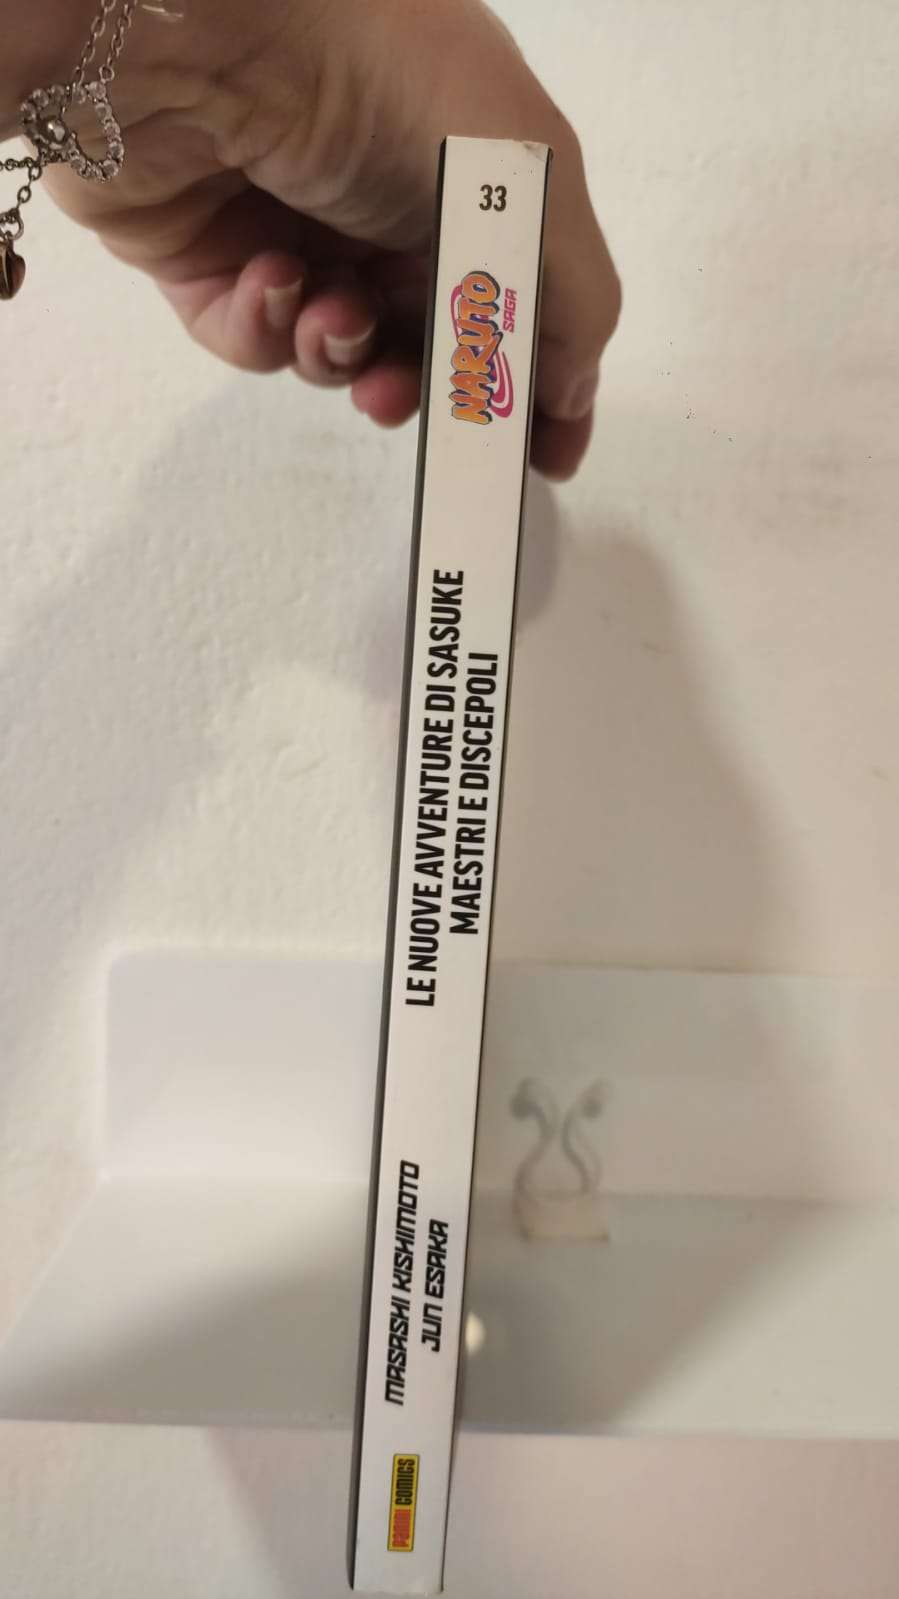 33
NARUTO
SAGA
LE NUOVE AVVENTURE DI SASUKE
MAESTRI E DISCEPOLI
MASASHI KISHIMOTO
JUN ESAKA
PANINI COMICS